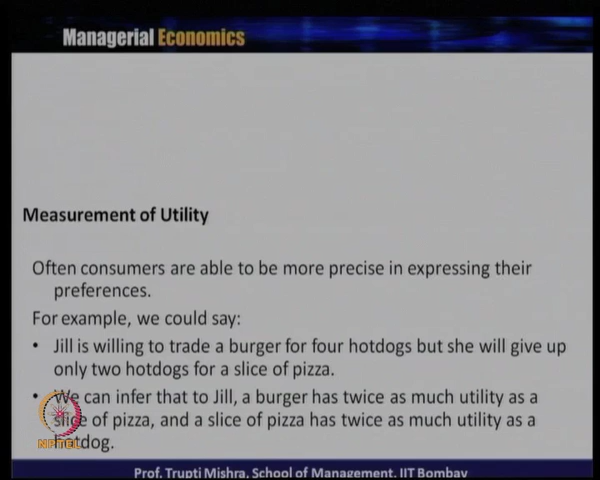 Managerial Economics
Measurement of Utility
Often consumers are able to be more precise in expressing their
preferences.
For example, we could say:
• Jill is willing to trade a burger for four hotdogs but she will give up
only two hotdogs for a slice of pizza.
• We can infer that to Jill, a burger has twice as much utility as a
slice of pizza, and a slice of pizza has twice as much utility as a
hotdog.
NPTEL
Prof. Trupti Mishra, School of Management, IIT Bombay